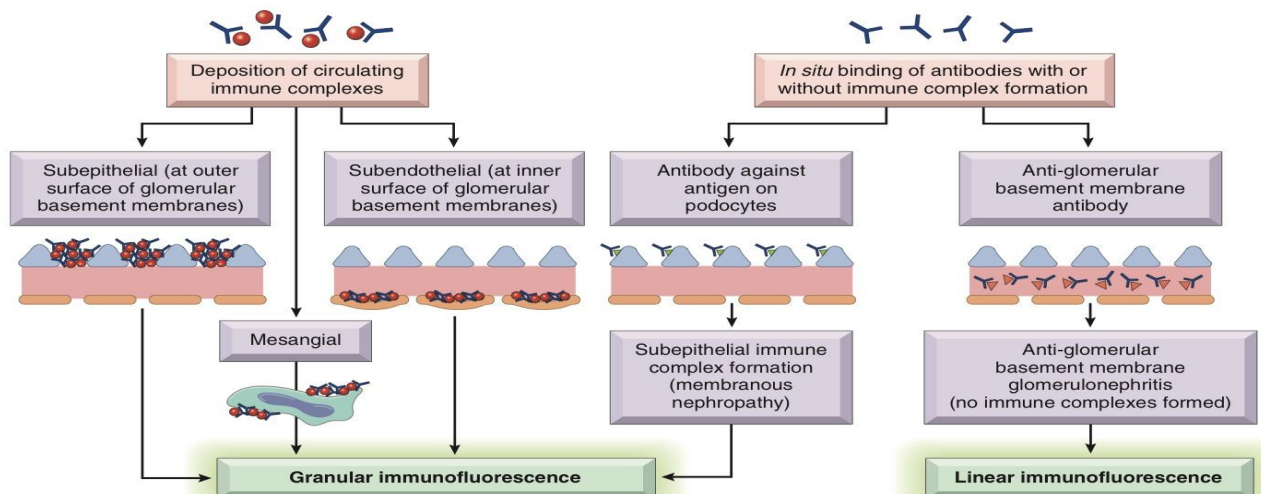 Deposition of circulating
immune complexes
In situ binding of antibodies with or
without immune complex formation
Subepithelial (at outer
surface of glomerular
basement membranes)
Subendothelial (at inner
surface of glomerular
basement membranes)
Antibody against
antigen on
podocytes
Anti-glomerular
basement membrane
antibody
Mesangial
Subepithelial immune
complex formation
(membranous
nephropathy)
Anti-glomerular
basement membrane
glomerulonephritis
(no immune complexes formed)
Granular immunofluorescence
Linear immunofluorescence